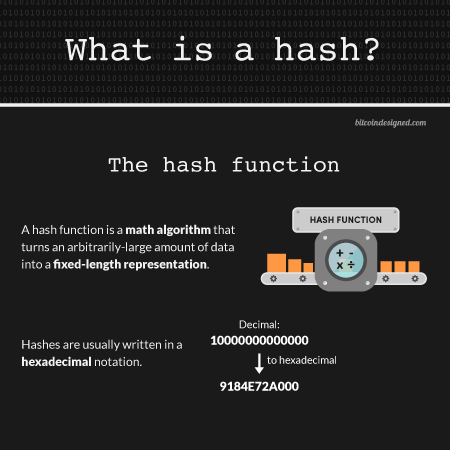 What is a hash?
bitcoindesigned.com
The hash function
A hash function is a math algorithm that
turns an arbitrarily-large amount of data
into a fixed-length representation.
HASH FUNCTION
+ -
x ÷
Hashes are usually written in a
hexadecimal notation.
Decimal:
10000000000000
to hexadecimal
9184E72A000